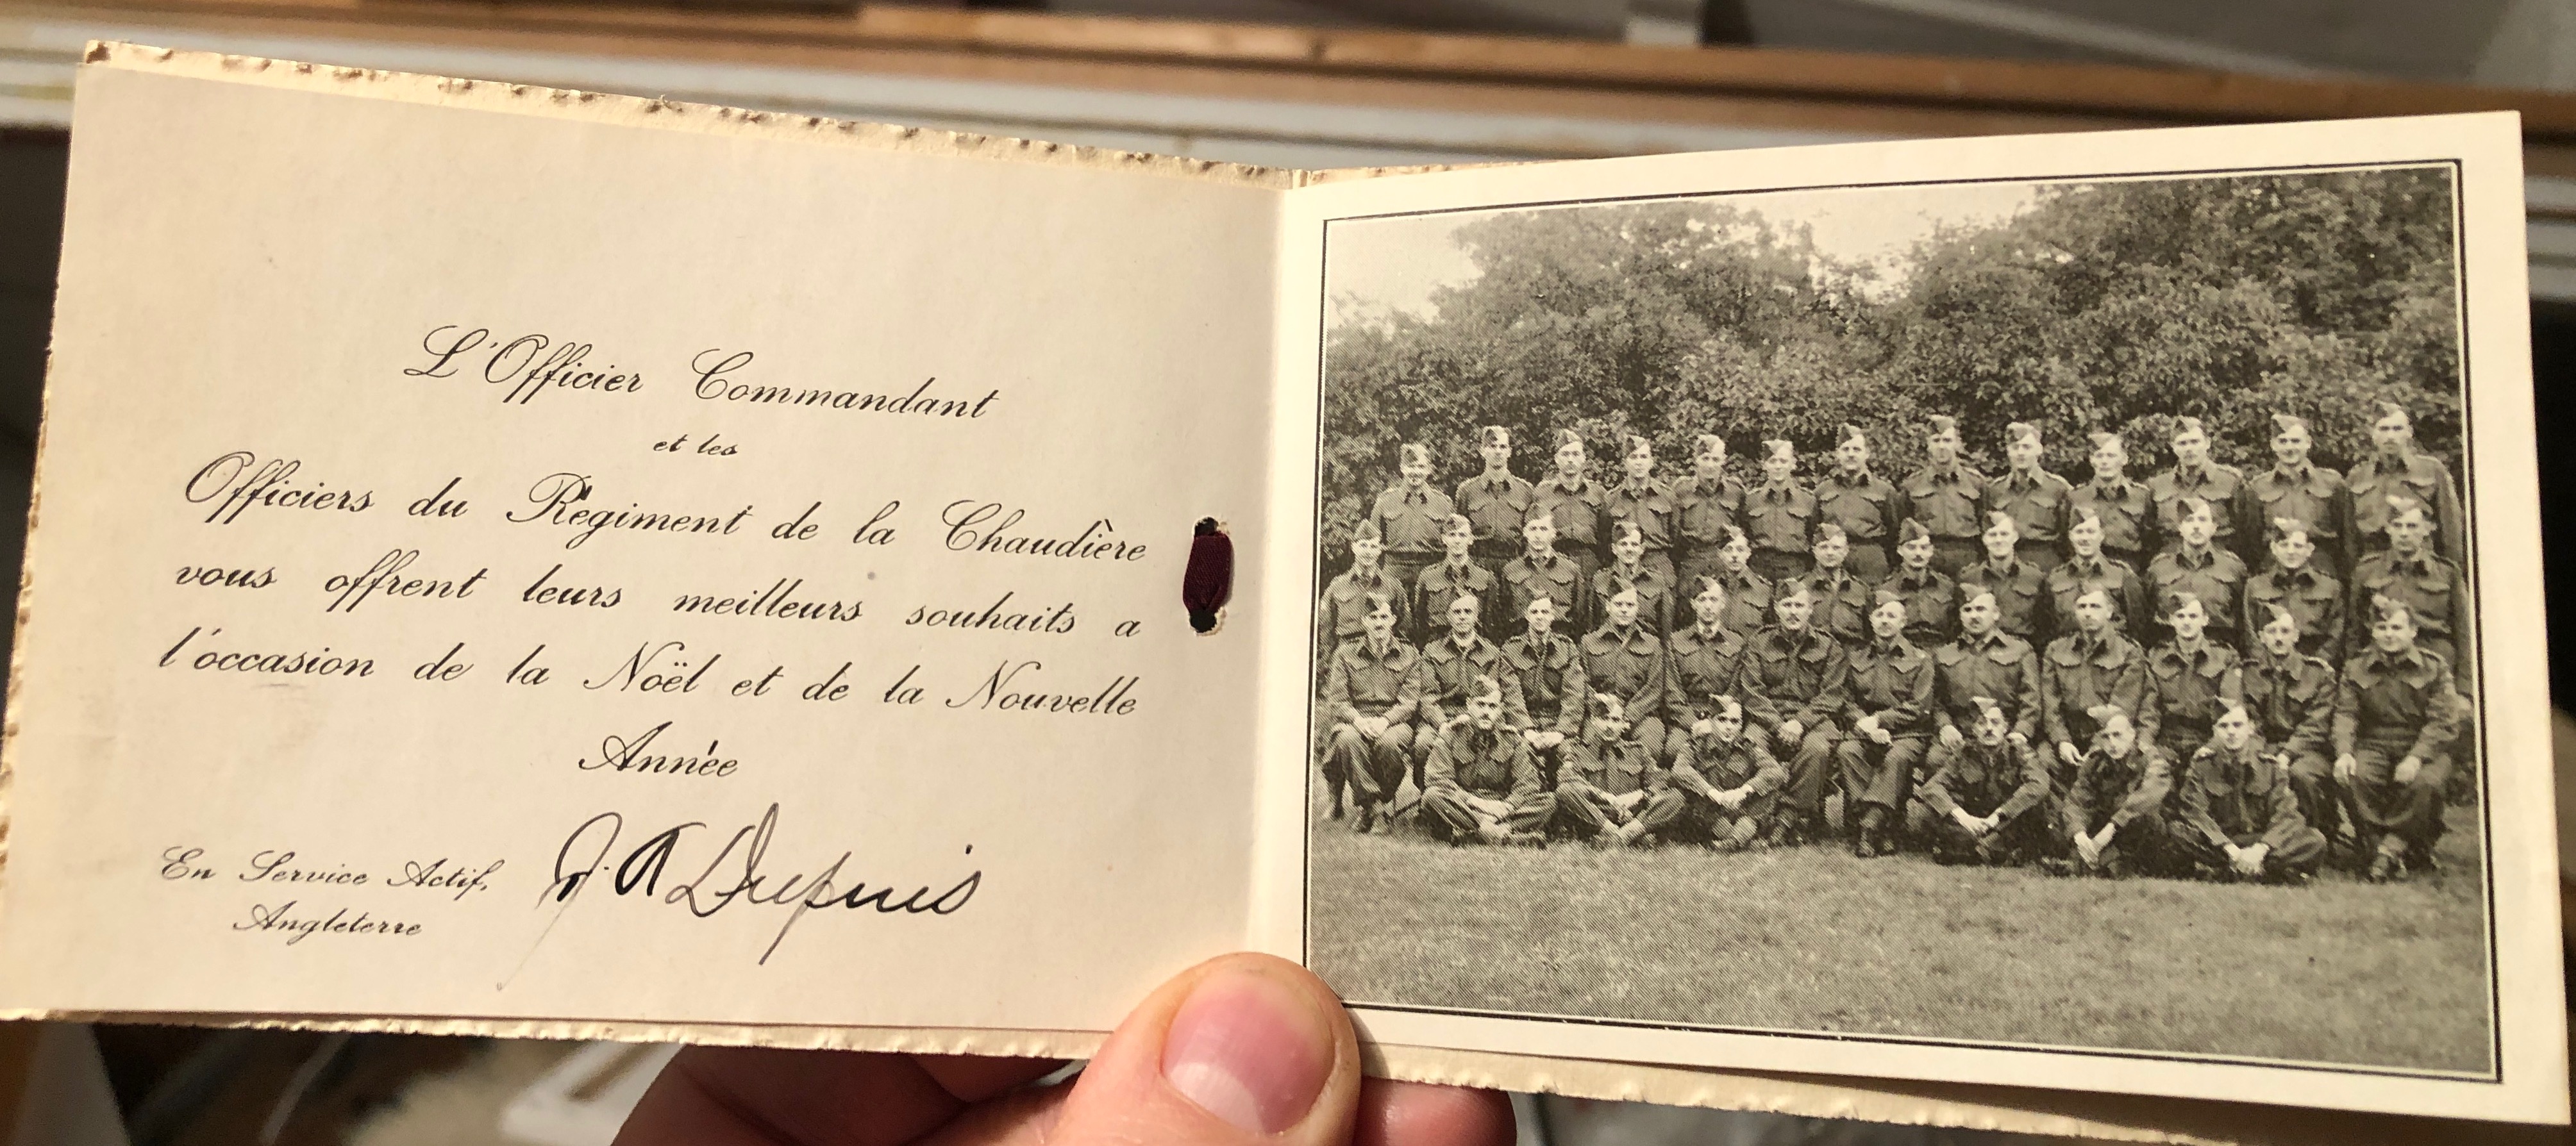 L'Officier Commandant
et les
Officiers du Régiment de la Chaudière
vous offrent leurs meilleurs souhaits a
l'occasion de la Noël et de la Nouvelle
Année
En Service Actif,
Angleterre
J. A Dupuis